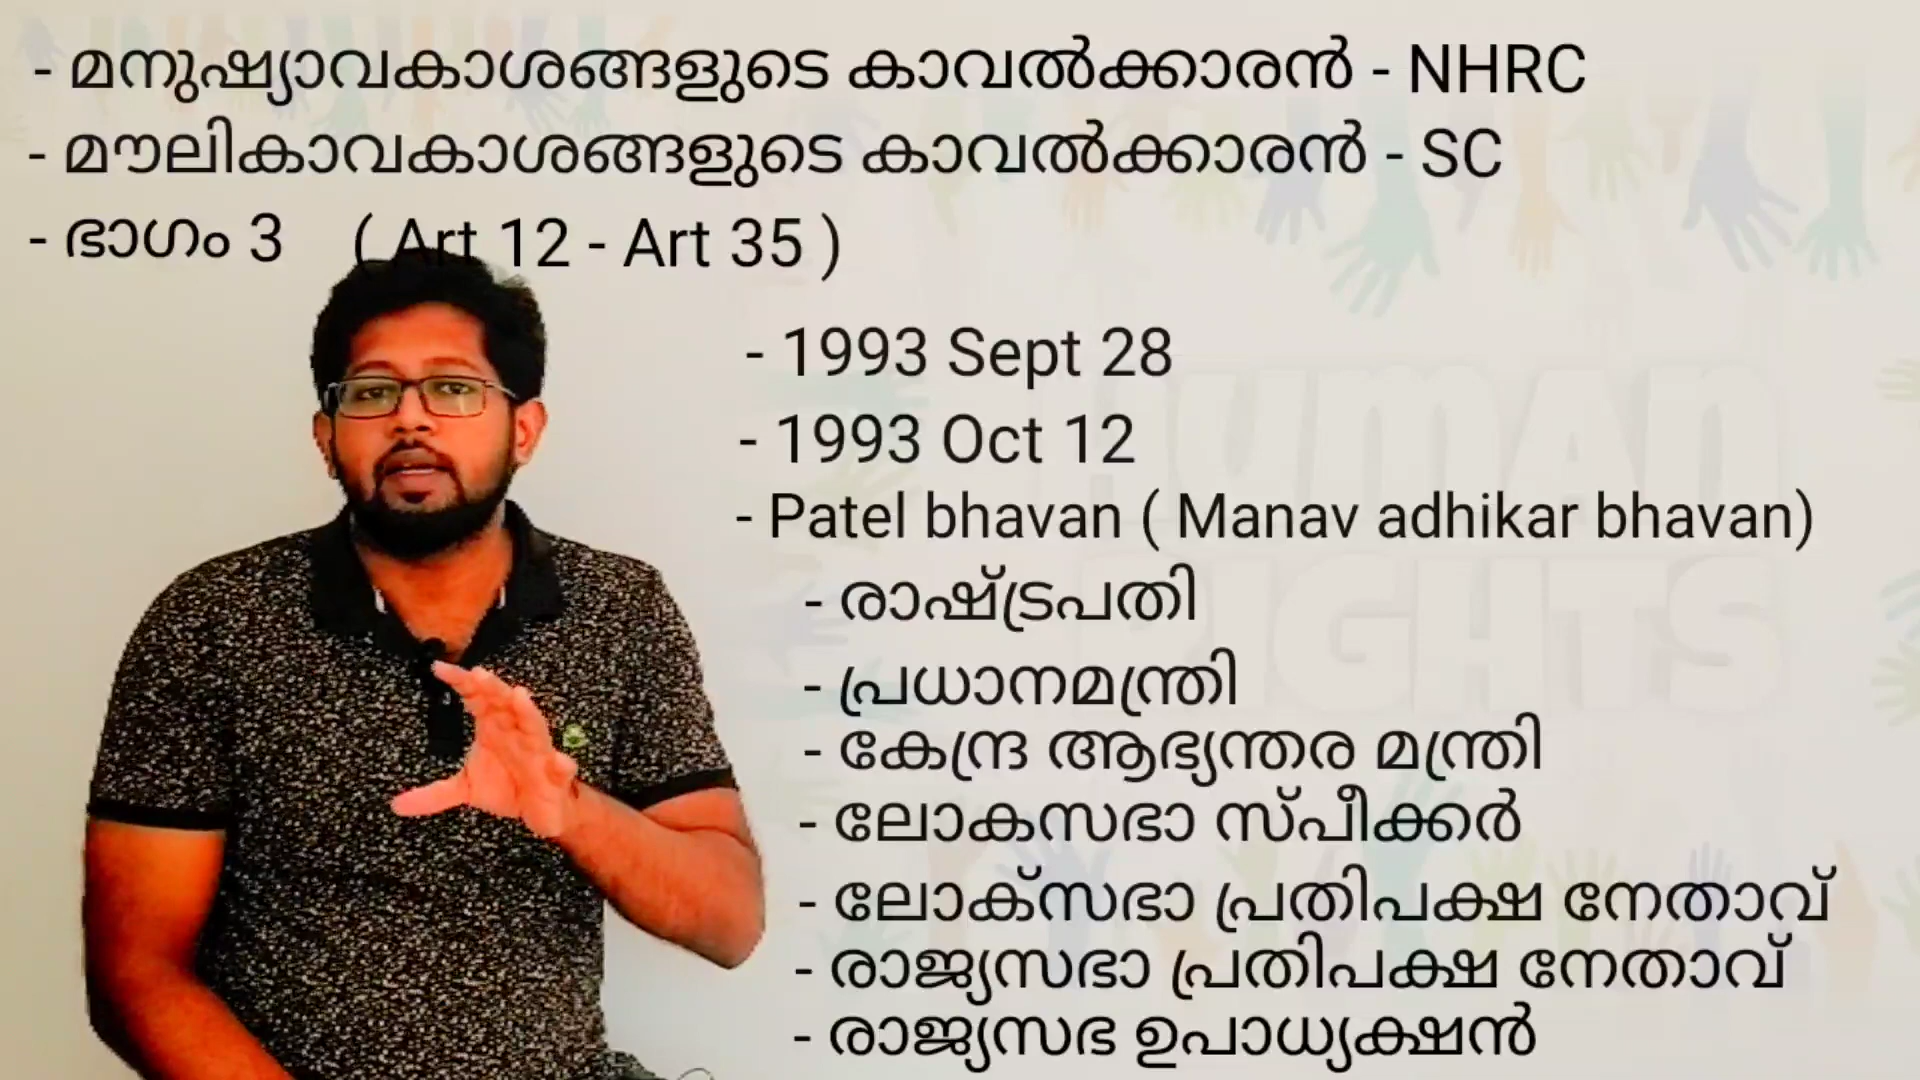 - മനുഷ്യാവകാശങ്ങളുടെ കാവൽക്കാരൻ - NHRC
- മൗലികാവകാശങ്ങളുടെ കാവൽക്കാരൻ - SC
- ഭാഗം 3 ( Art 12 - Art 35 )
- 1993 Sept 28
- 1993 Oct 12
- Patel bhavan ( Manav adhikar bhavan)
- രാഷ്ട്രപതി
- പ്രധാനമന്ത്രി
- കേന്ദ്ര ആഭ്യന്തര മന്ത്രി
- ലോകസഭാ സ്പീക്കർ
- ലോക്സഭാ പ്രതിപക്ഷ നേതാവ്
- രാജ്യസഭാ പ്രതിപക്ഷ നേതാവ്
- രാജ്യസഭ ഉപാധ്യക്ഷൻ
HUMAN
RIGHTS